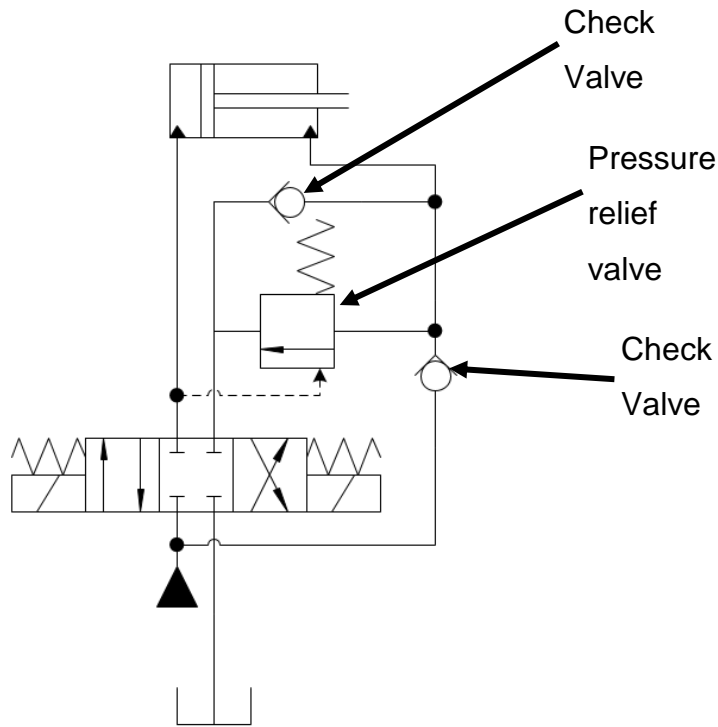 Check
Valve
Pressure
relief
valve
Check
Valve